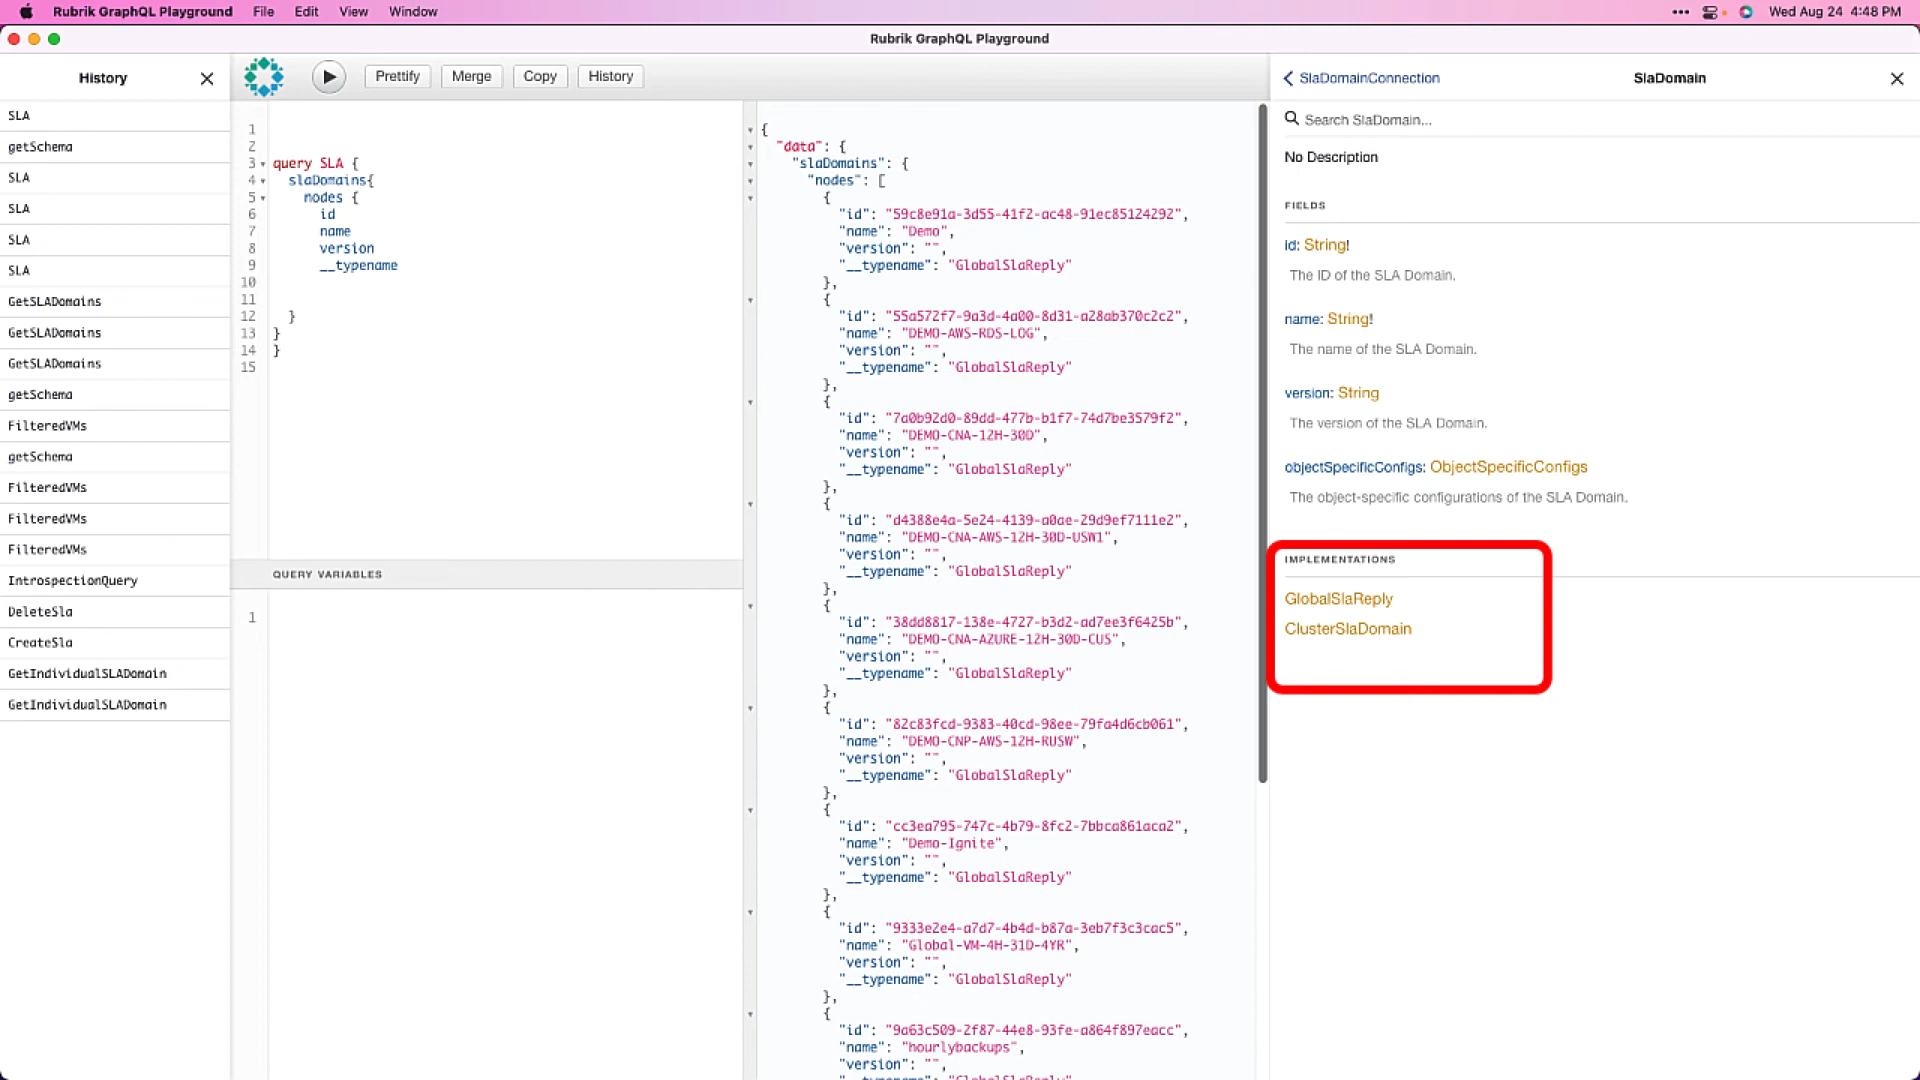 Rubrik GraphQL Playground File Edit View Window
Wed Aug 24 4:48 PM
Rubrik GraphQL Playground
History
SLA
getSchema
SLA
SLA
SLA
SLA
GetSLADomains
GetSLADomains
GetSLADomains
getSchema
FilteredVMs
getSchema
FilteredVMs
FilteredVMs
FilteredVMs
IntrospectionQuery
DeleteSla
CreateSla
GetIndividualSLADomain
GetIndividualSLADomain
Prettify Merge Copy History
1
2
3 query SLA {
4 slaDomains{
5 nodes {
6 id
7 name
8 version
9 __typename
10
11
12 }
13 }
14 }
15
QUERY VARIABLES
1
{
"data": {
"slaDomains": {
"nodes": [
{
"id": "59c8e91a-3d55-41f2-ac48-91ec85124292",
"name": "Demo",
"version": "",
"__typename": "GlobalSlaReply"
},
{
"id": "55a572f7-9a3d-4a00-8d31-a28ab370c2c2",
"name": "DEMO-AWS-RDS-LOG",
"version": "",
"__typename": "GlobalSlaReply"
},
{
"id": "7a0b92d0-89dd-477b-b1f7-74d7be3579f2",
"name": "DEMO-CNA-12H-30D",
"version": "",
"__typename": "GlobalSlaReply"
},
{
"id": "d4388e4a-5e24-4139-a0ae-29d9ef7111e2",
"name": "DEMO-CNA-AWS-12H-30D-USW1",
"version": "",
"__typename": "GlobalSlaReply"
},
{
"id": "38dd8817-138e-4727-b3d2-ad7ee3f6425b",
"name": "DEMO-CNA-AZURE-12H-30D-CUS",
"version": "",
"__typename": "GlobalSlaReply"
},
{
"id": "82c83fcd-9383-40cd-98ee-79fa4d6cb061",
"name": "DEMO-CNP-AWS-12H-RUSW",
"version": "",
"__typename": "GlobalSlaReply"
},
{
"id": "cc3ea795-747c-4b79-8fc2-7bbca861aca2",
"name": "Demo-Ignite",
"version": "",
"__typename": "GlobalSlaReply"
},
{
"id": "9333e2e4-a7d7-4b4d-b87a-3eb7f3c3cac5",
"name": "Global-VM-4H-31D-4YR",
"version": "",
"__typename": "GlobalSlaReply"
},
{
"id": "9a63c509-2f87-44e8-93fe-a864f897eacc",
"name": "hourlybackups",
"version": "",
"__typename": "GlobalSlaReply"
SlaDomainConnection
SlaDomain
Search SlaDomain...
No Description
FIELDS
id: String!
The ID of the SLA Domain.
name: String!
The name of the SLA Domain.
version: String
The version of the SLA Domain.
objectSpecificConfigs: ObjectSpecificConfigs
The object-specific configurations of the SLA Domain.
IMPLEMENTATIONS
GlobalSlaReply
ClusterSlaDomain